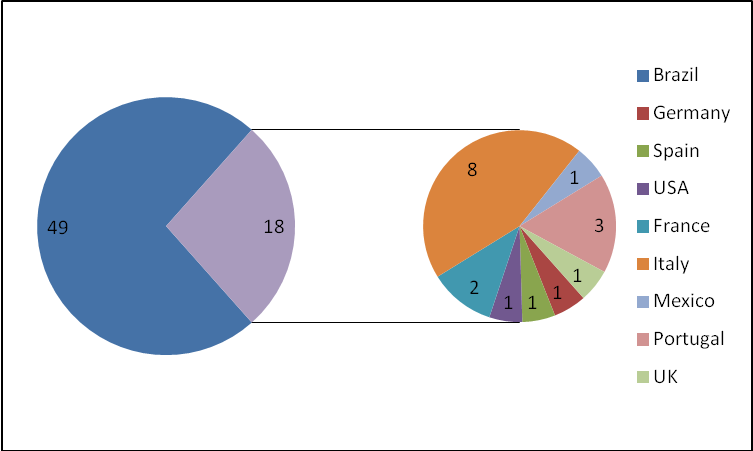 49
18
8
1
3
1
1
1
1
2
Brazil
Germany
Spain
USA
France
Italy
Mexico
Portugal
UK